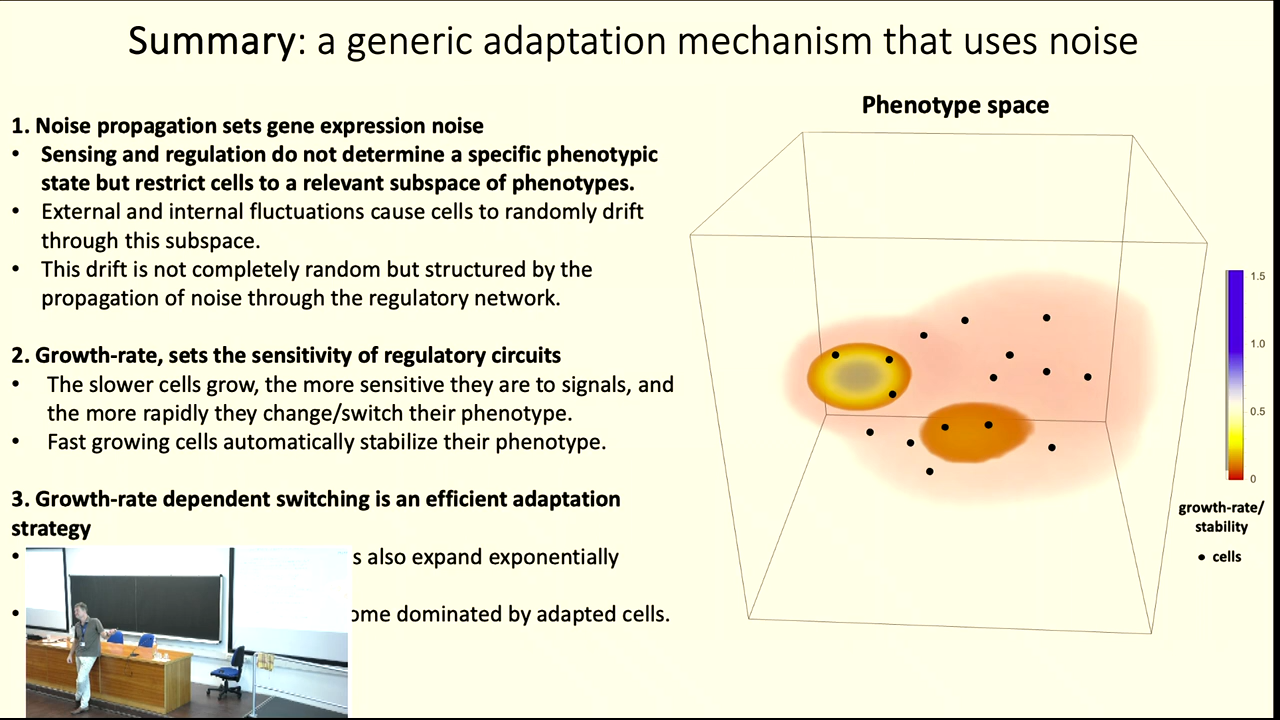 Summary: a generic adaptation mechanism that uses noise
Phenotype space
1. Noise propagation sets gene expression noise
• Sensing and regulation do not determine a specific phenotypic
state but restrict cells to a relevant subspace of phenotypes.
• External and internal fluctuations cause cells to randomly drift
through this subspace.
• This drift is not completely random but structured by the
propagation of noise through the regulatory network.
2. Growth-rate, sets the sensitivity of regulatory circuits
• The slower cells grow, the more sensitive they are to signals, and
the more rapidly they change/switch their phenotype.
• Fast growing cells automatically stabilize their phenotype.
3. Growth-rate dependent switching is an efficient adaptation
strategy
• s also expand exponentially
• ome dominated by adapted cells.
1.5
1.0
0.5
0
growth-rate/
stability
• cells